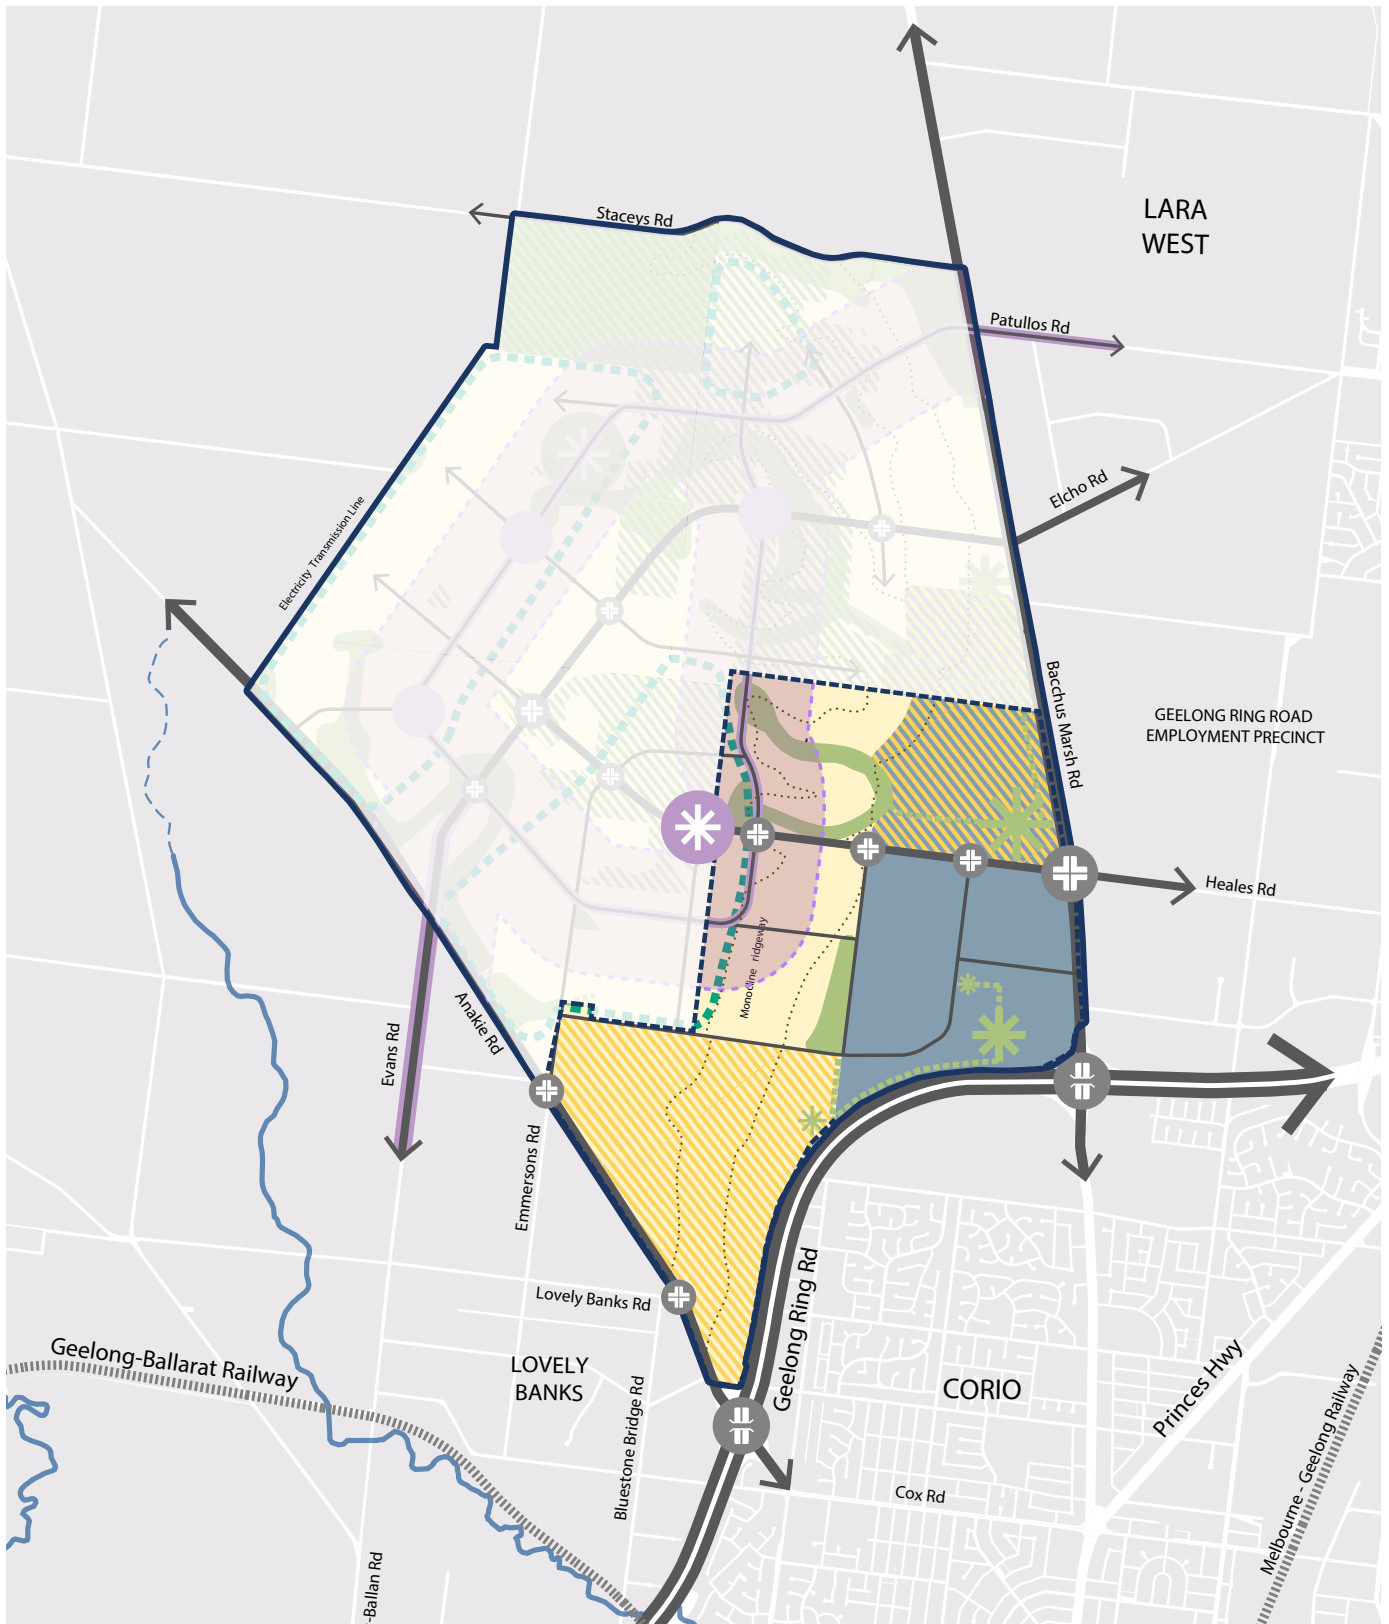 LARA
WEST
Staceys Rd
Patullos Rd
Elcho Rd
Electricity Transmission Line
Bacchus Marsh Rd
GEELONG RING ROAD
EMPLOYMENT PRECINCT
Heales Rd
Monocline ridgeway
Anakie Rd
Evans Rd
Emmersons Rd
Lovely Banks Rd
Geelong Ring Rd
Geelong-Ballarat Railway
LOVELY
BANKS
CORIO
Princes Hwy
Bluestone Bridge Rd
Melbourne - Geelong Railway
Cox Rd
-Ballan Rd